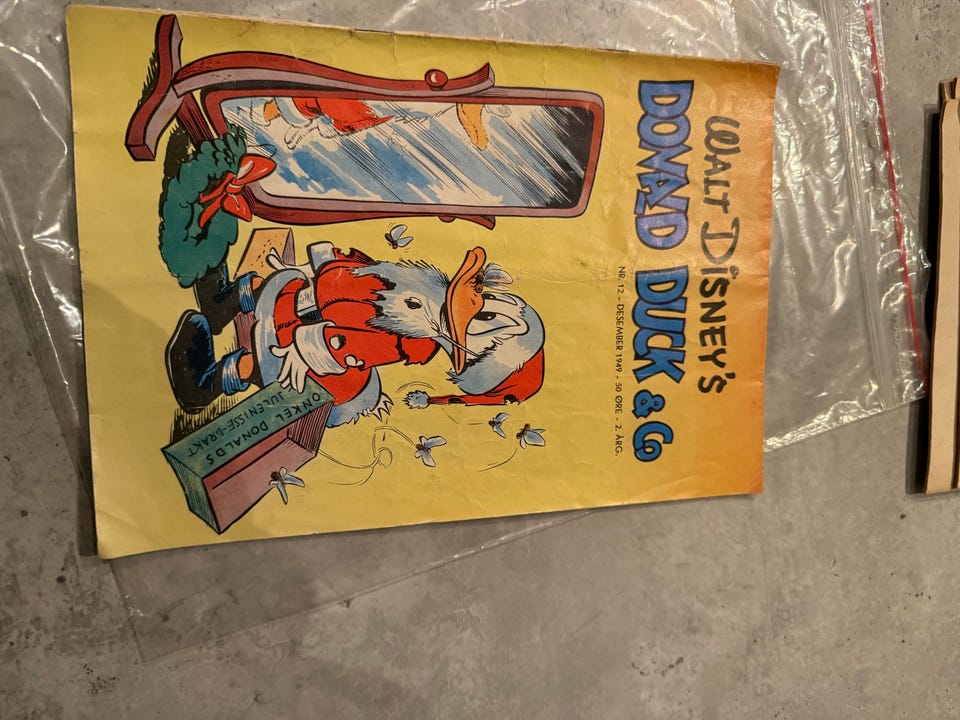 WALT DISNEY'S
DONALD DUCK & Co
NR. 12 - DESEMBER 1949 - 50 ØRE - 2. ÅRG.
ONKEL DONALDS
JULENISSE-DRAKT